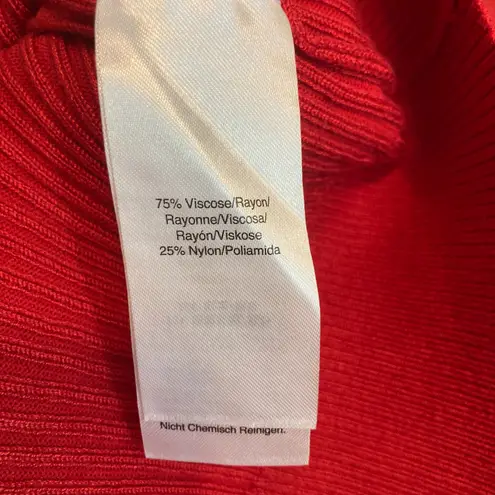 75% Viscose/Rayon/
Rayonne/Viscosa/
Rayón/Viskose
25% Nylon/Poliamida
Nicht Chemisch Reinigen.